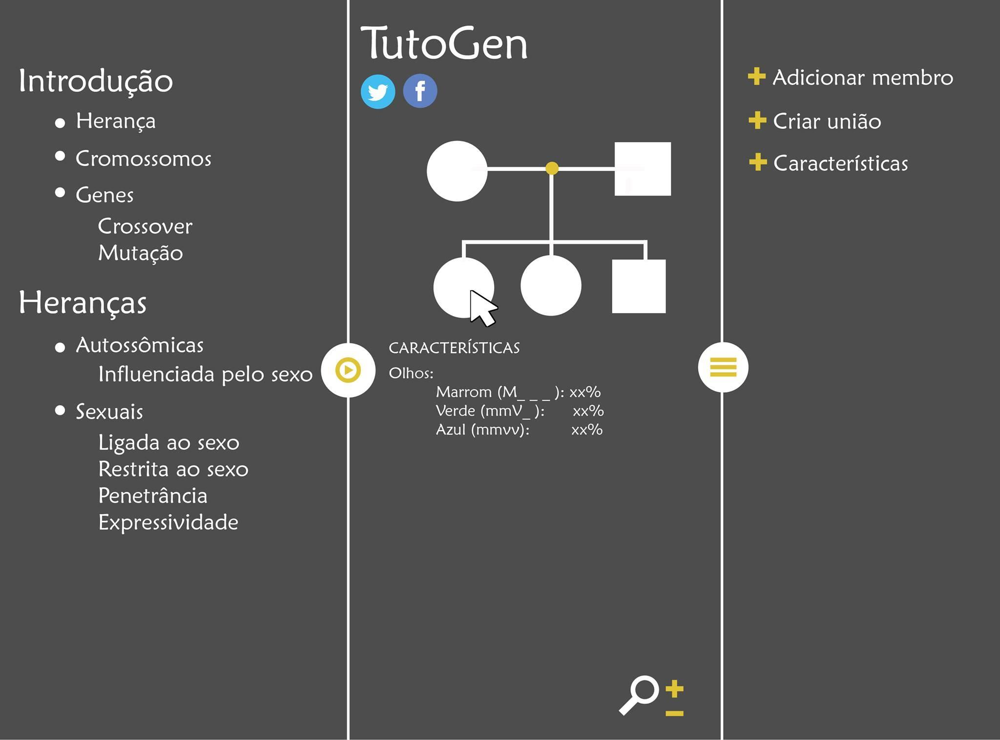 Introdução
Herança
Cromossomos
Genes
Crossover
Mutação
Heranças
Autossômicas
Influenciada pelo sexo
Sexuais
Ligada ao sexo
Restrita ao sexo
Penetrância
Expressividade
TutoGen
CARACTERÍSTICAS
Olhos:
Marrom (M_ _ _ ): xx%
Verde (mmV_ ): xx%
Azul (mmvv): xx%
Adicionar membro
Criar união
Características